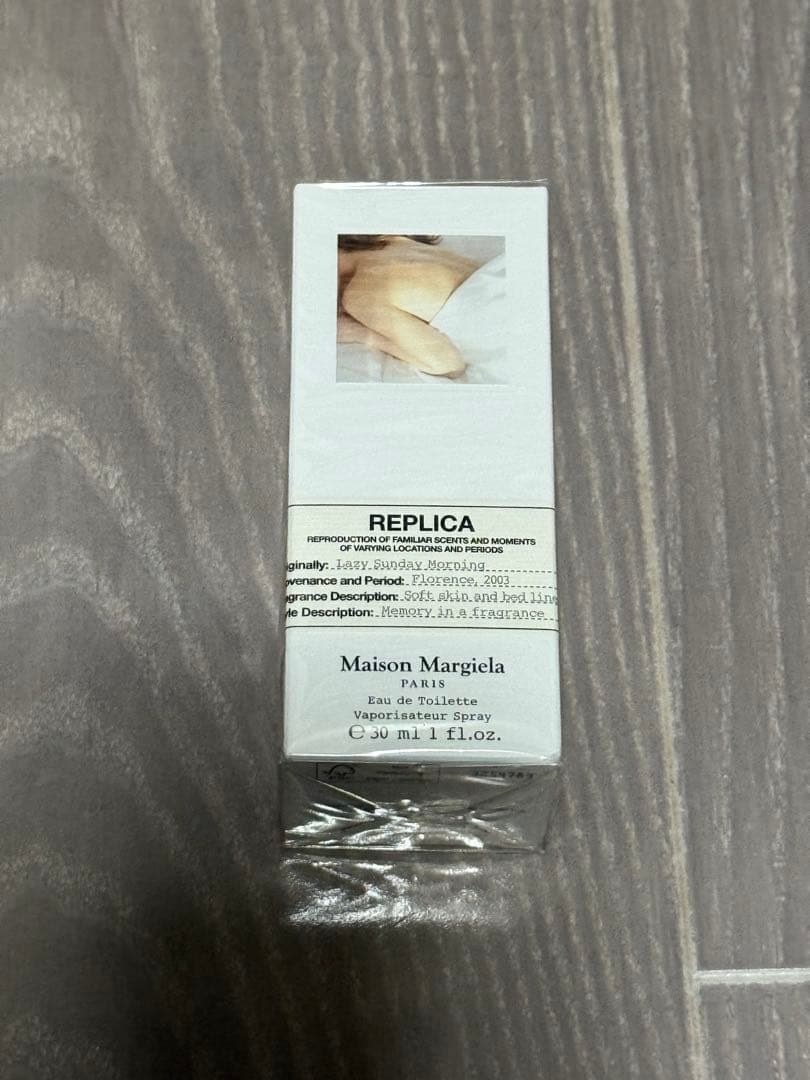 REPLICA
REPRODUCTION OF FAMILIAR SCENTS AND MOMENTS
OF VARYING LOCATIONS AND PERIODS
iginally: Lazy Sunday Morning
ovenance and Period: Florence, 2003
agrance Description: Soft skin and bed line
yle Description: Memory in a fragrance
Maison Margiela
PARIS
Eau de Toilette
Vaporisateur Spray
℮ 30 ml 1 fl.oz.